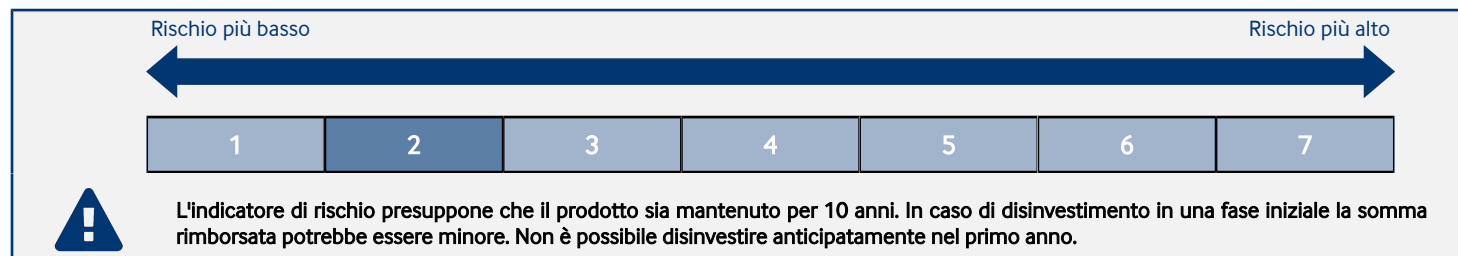 Rischio più basso Rischio più alto
1 2 3 4 5 6 7
L'indicatore di rischio presuppone che il prodotto sia mantenuto per 10 anni. In caso di disinvestimento in una fase iniziale la somma
rimborsata potrebbe essere minore. Non è possibile disinvestire anticipatamente nel primo anno.